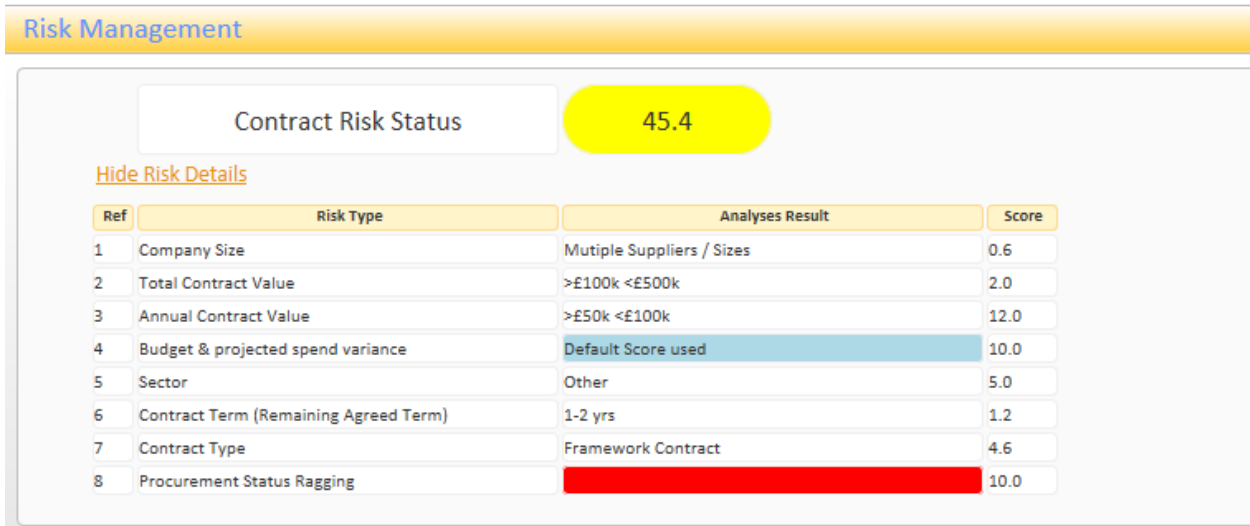 Risk Management
Contract Risk Status 45.4
Hide Risk Details
Ref Risk Type Analyses Result Score
1 Company Size Mutiple Suppliers / Sizes 0.6
2 Total Contract Value >£100k <£500k 2.0
3 Annual Contract Value >£50k <£100k 12.0
4 Budget & projected spend variance Default Score used 10.0
5 Sector Other 5.0
6 Contract Term (Remaining Agreed Term) 1-2 yrs 1.2
7 Contract Type Framework Contract 4.6
8 Procurement Status Ragging 10.0